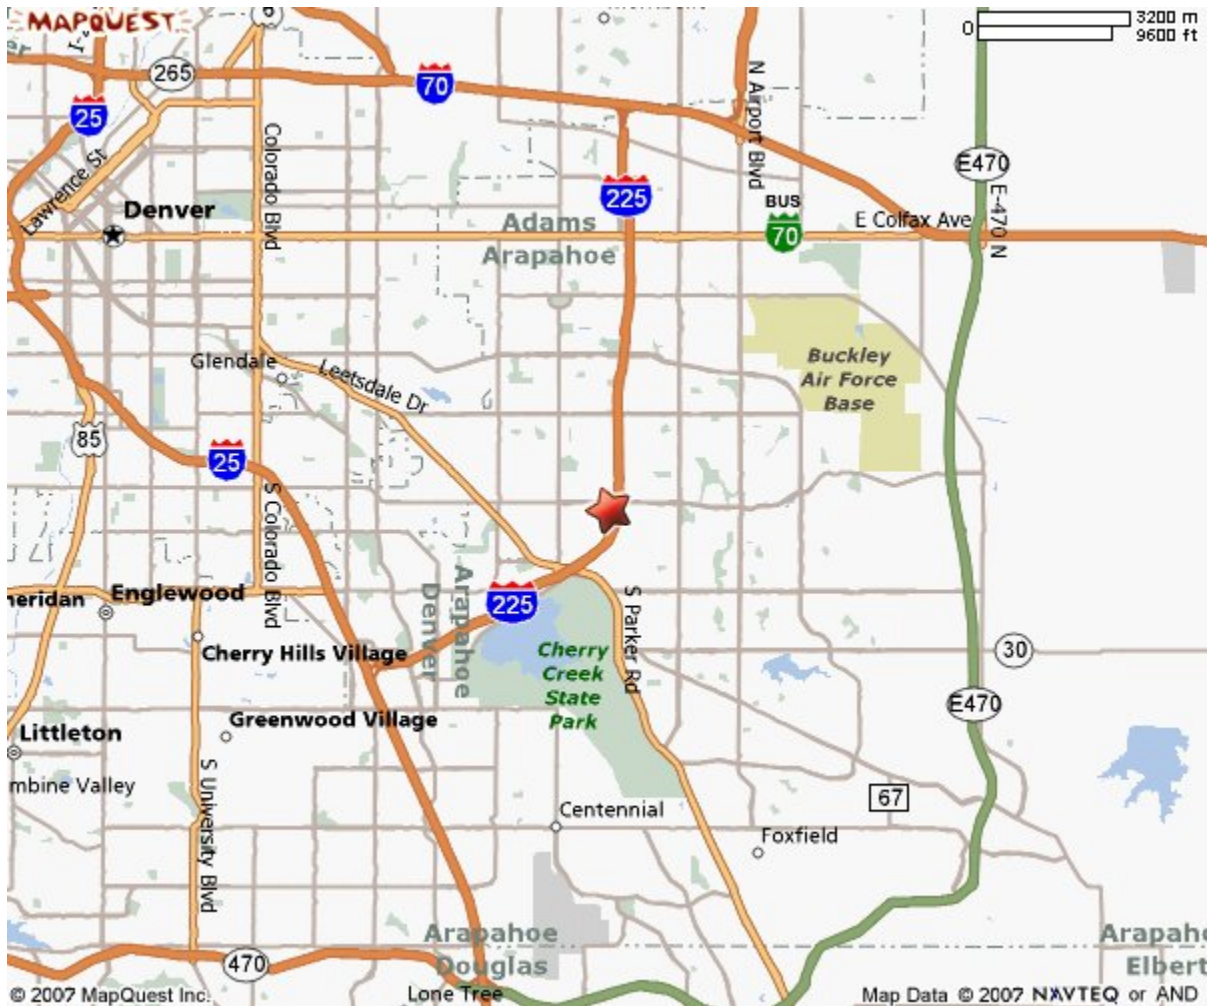 MAPQUEST
3200 m
0
9600 ft
265
70
25
N Airport Blvd
Colorado Blvd
Lawrence St
E470
E-470 N
225
BUS
70
Denver
Adams
Arapahoe
E Colfax Ave
Glendale
Leetsdale Dr
Buckley
Air Force
Base
85
25
S Colorado Blvd
Arapahoe
Denver
225
S Parker Rd
heridan
Englewood
Cherry Hills Village
Cherry
Creek
State
Park
30
E470
Greenwood Village
Littleton
mbine Valley
S University Blvd
67
Centennial
Foxfield
Arapahoe
Douglas
Arapaho
Elbert
470
Lone Tree
© 2007 MapQuest Inc.
Map Data © 2007 NAVTEQ or AND